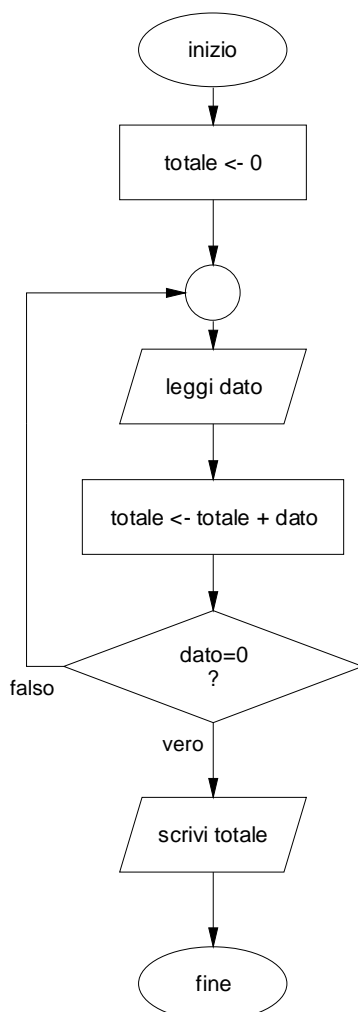 inizio
totale <- 0
leggi dato
totale <- totale + dato
dato=0
?
falso
vero
scrivi totale
fine